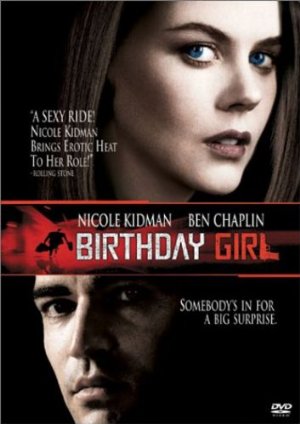 "A SEXY RIDE!
NICOLE KIDMAN
BRINGS EROTIC HEAT
TO HER ROLE!"
-ROLLING STONE
NICOLE KIDMAN BEN CHAPLIN
BIRTHDAY GIRL
SOMEBODY'S IN FOR
A BIG SURPRISE.
DVD
VIDEO